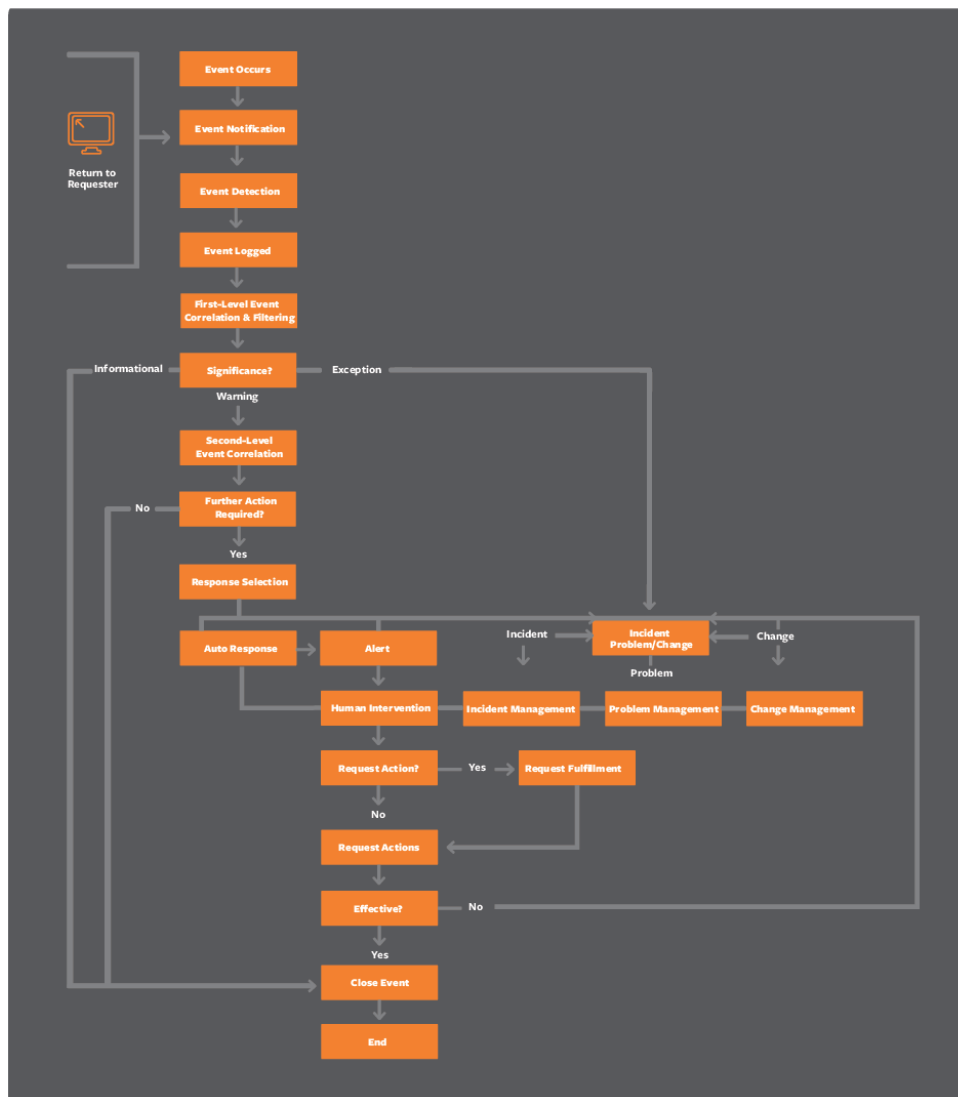 Event Occurs
Event Notification
Return to
Requester
Event Detection
Event Logged
First-Level Event
Correlation & Filtering
Informational
Significance?
Exception
Warning
Second-Level
Event Correlation
No
Further Action
Required?
Yes
Response Selection
Auto Response
Alert
Incident
Incident
Problem/Change
Change
Problem
Human Intervention
Incident Management
Problem Management
Change Management
Request Action?
Yes
Request Fulfillment
No
Request Actions
Effective?
No
Yes
Close Event
End